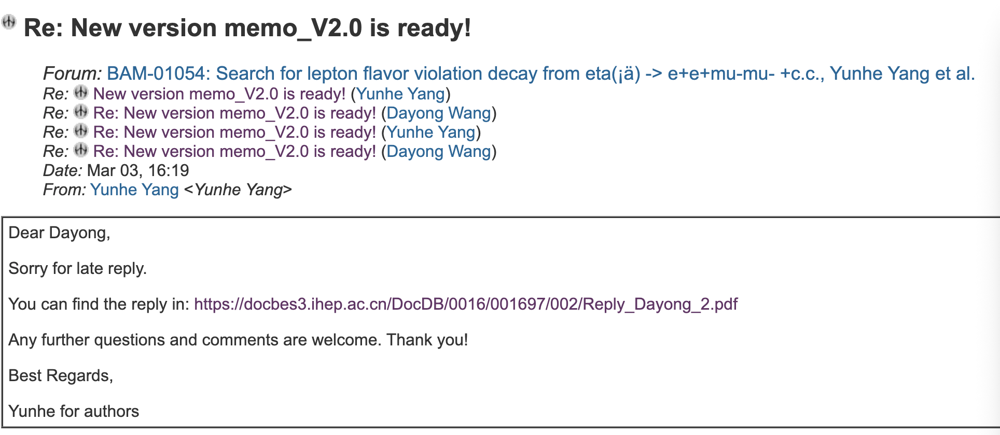 Re: New version memo_V2.0 is ready!
Forum: BAM-01054: Search for lepton flavor violation decay from eta(¡ä) -> e+e+mu-mu- +c.c., Yunhe Yang et al.
Re: New version memo_V2.0 is ready! (Yunhe Yang)
Re: Re: New version memo_V2.0 is ready! (Dayong Wang)
Re: Re: New version memo_V2.0 is ready! (Yunhe Yang)
Re: Re: New version memo_V2.0 is ready! (Dayong Wang)
Date: Mar 03, 16:19
From: Yunhe Yang <Yunhe Yang>
Dear Dayong,
Sorry for late reply.
You can find the reply in: https://docbes3.ihep.ac.cn/DocDB/0016/001697/002/Reply_Dayong_2.pdf
Any further questions and comments are welcome. Thank you!
Best Regards,
Yunhe for authors